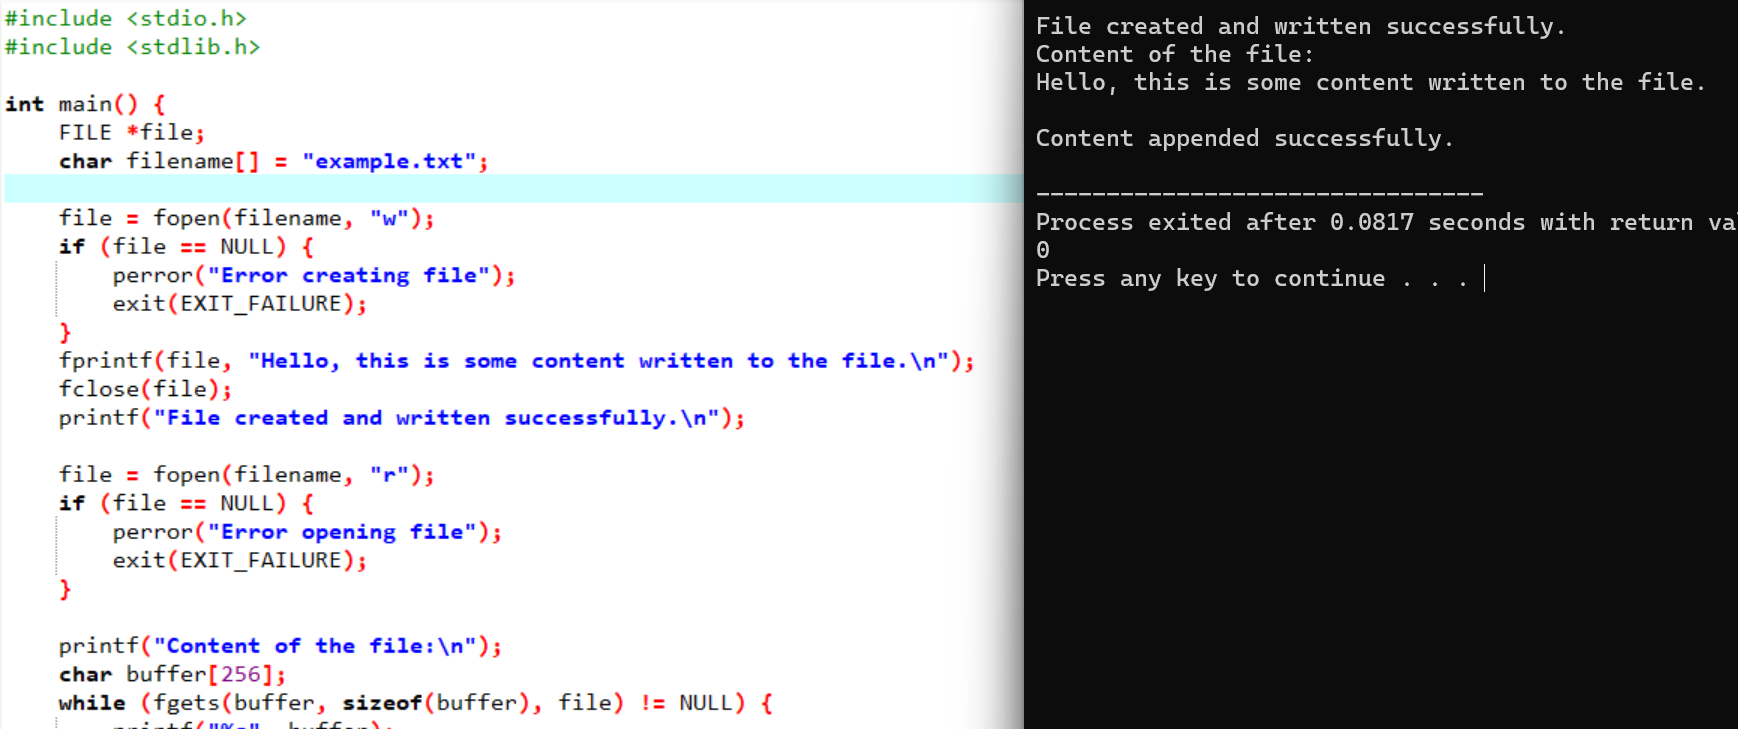 #include <stdio.h>
#include <stdlib.h>
int main() {
    FILE *file;
    char filename[] = "example.txt";
    file = fopen(filename, "w");
    if (file == NULL) {
        perror("Error creating file");
        exit(EXIT_FAILURE);
    }
    fprintf(file, "Hello, this is some content written to the file.\n");
    fclose(file);
    printf("File created and written successfully.\n");
    file = fopen(filename, "r");
    if (file == NULL) {
        perror("Error opening file");
        exit(EXIT_FAILURE);
    }
    printf("Content of the file:\n");
    char buffer[256];
    while (fgets(buffer, sizeof(buffer), file) != NULL) {
File created and written successfully.
Content of the file:
Hello, this is some content written to the file.
Content appended successfully.
--------------------------------
Process exited after 0.0817 seconds with return
0
Press any key to continue . . .